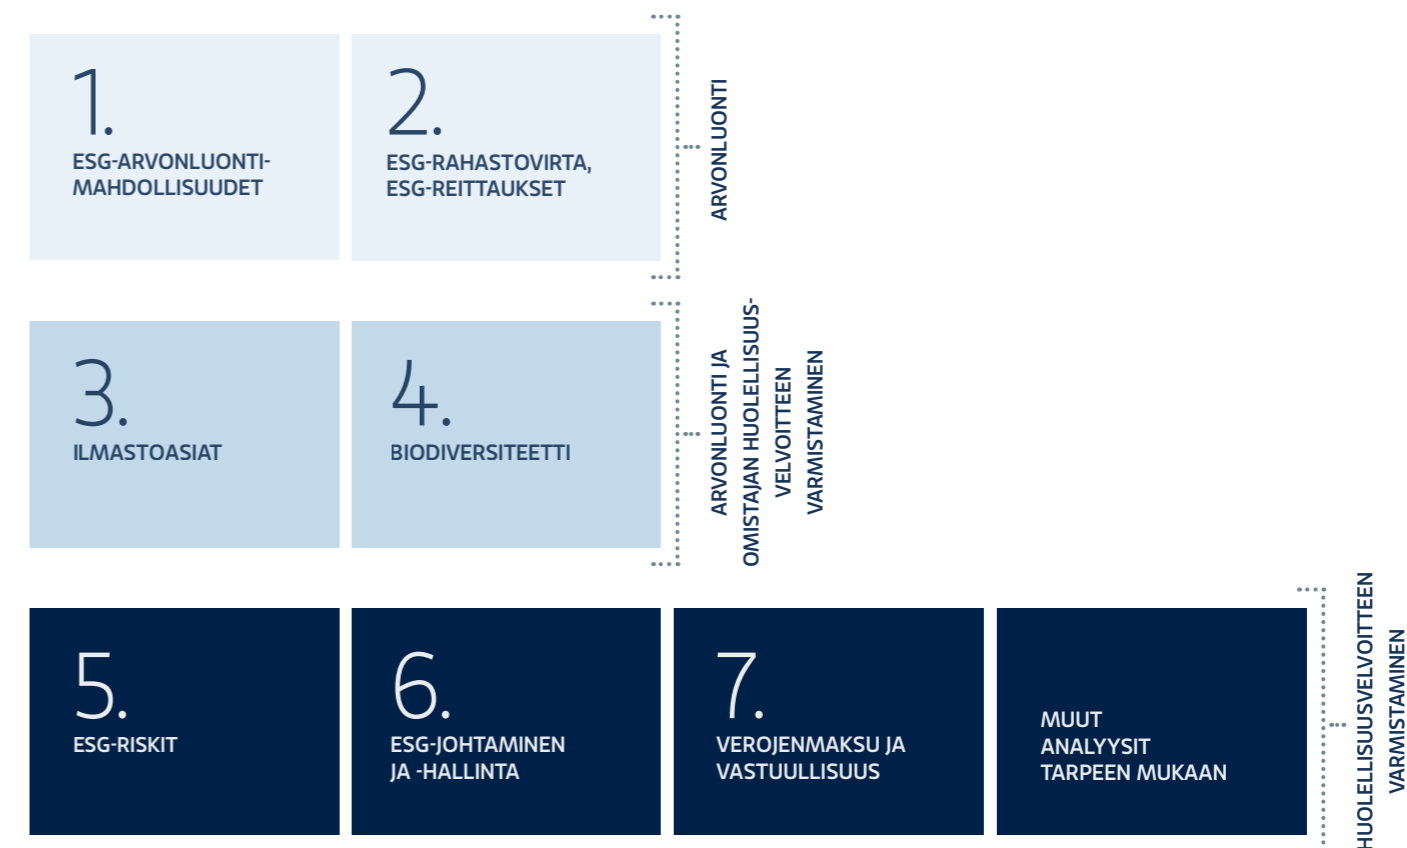 1.
ESG-ARVONLUONTI-
MAHDOLLISUUDET
2.
ESG-RAHASTOVIRTA,
ESG-REITTAUKSET
ARVONLUONTI
3.
ILMASTOASIAT
4.
BIODIVERSITEETTI
ARVONLUONTI JA
OMISTAJAN HUOLELLISUUS-
VELVOITTEEN
VARMISTAMINEN
5.
ESG-RISKIT
6.
ESG-JOHTAMINEN
JA -HALLINTA
7.
VEROJENMAKSU JA
VASTUULLISUUS
MUUT
ANALYYSIT
TARPEEN MUKAAN
HUOLELLISUUSVELVOITTEEN
VARMISTAMINEN